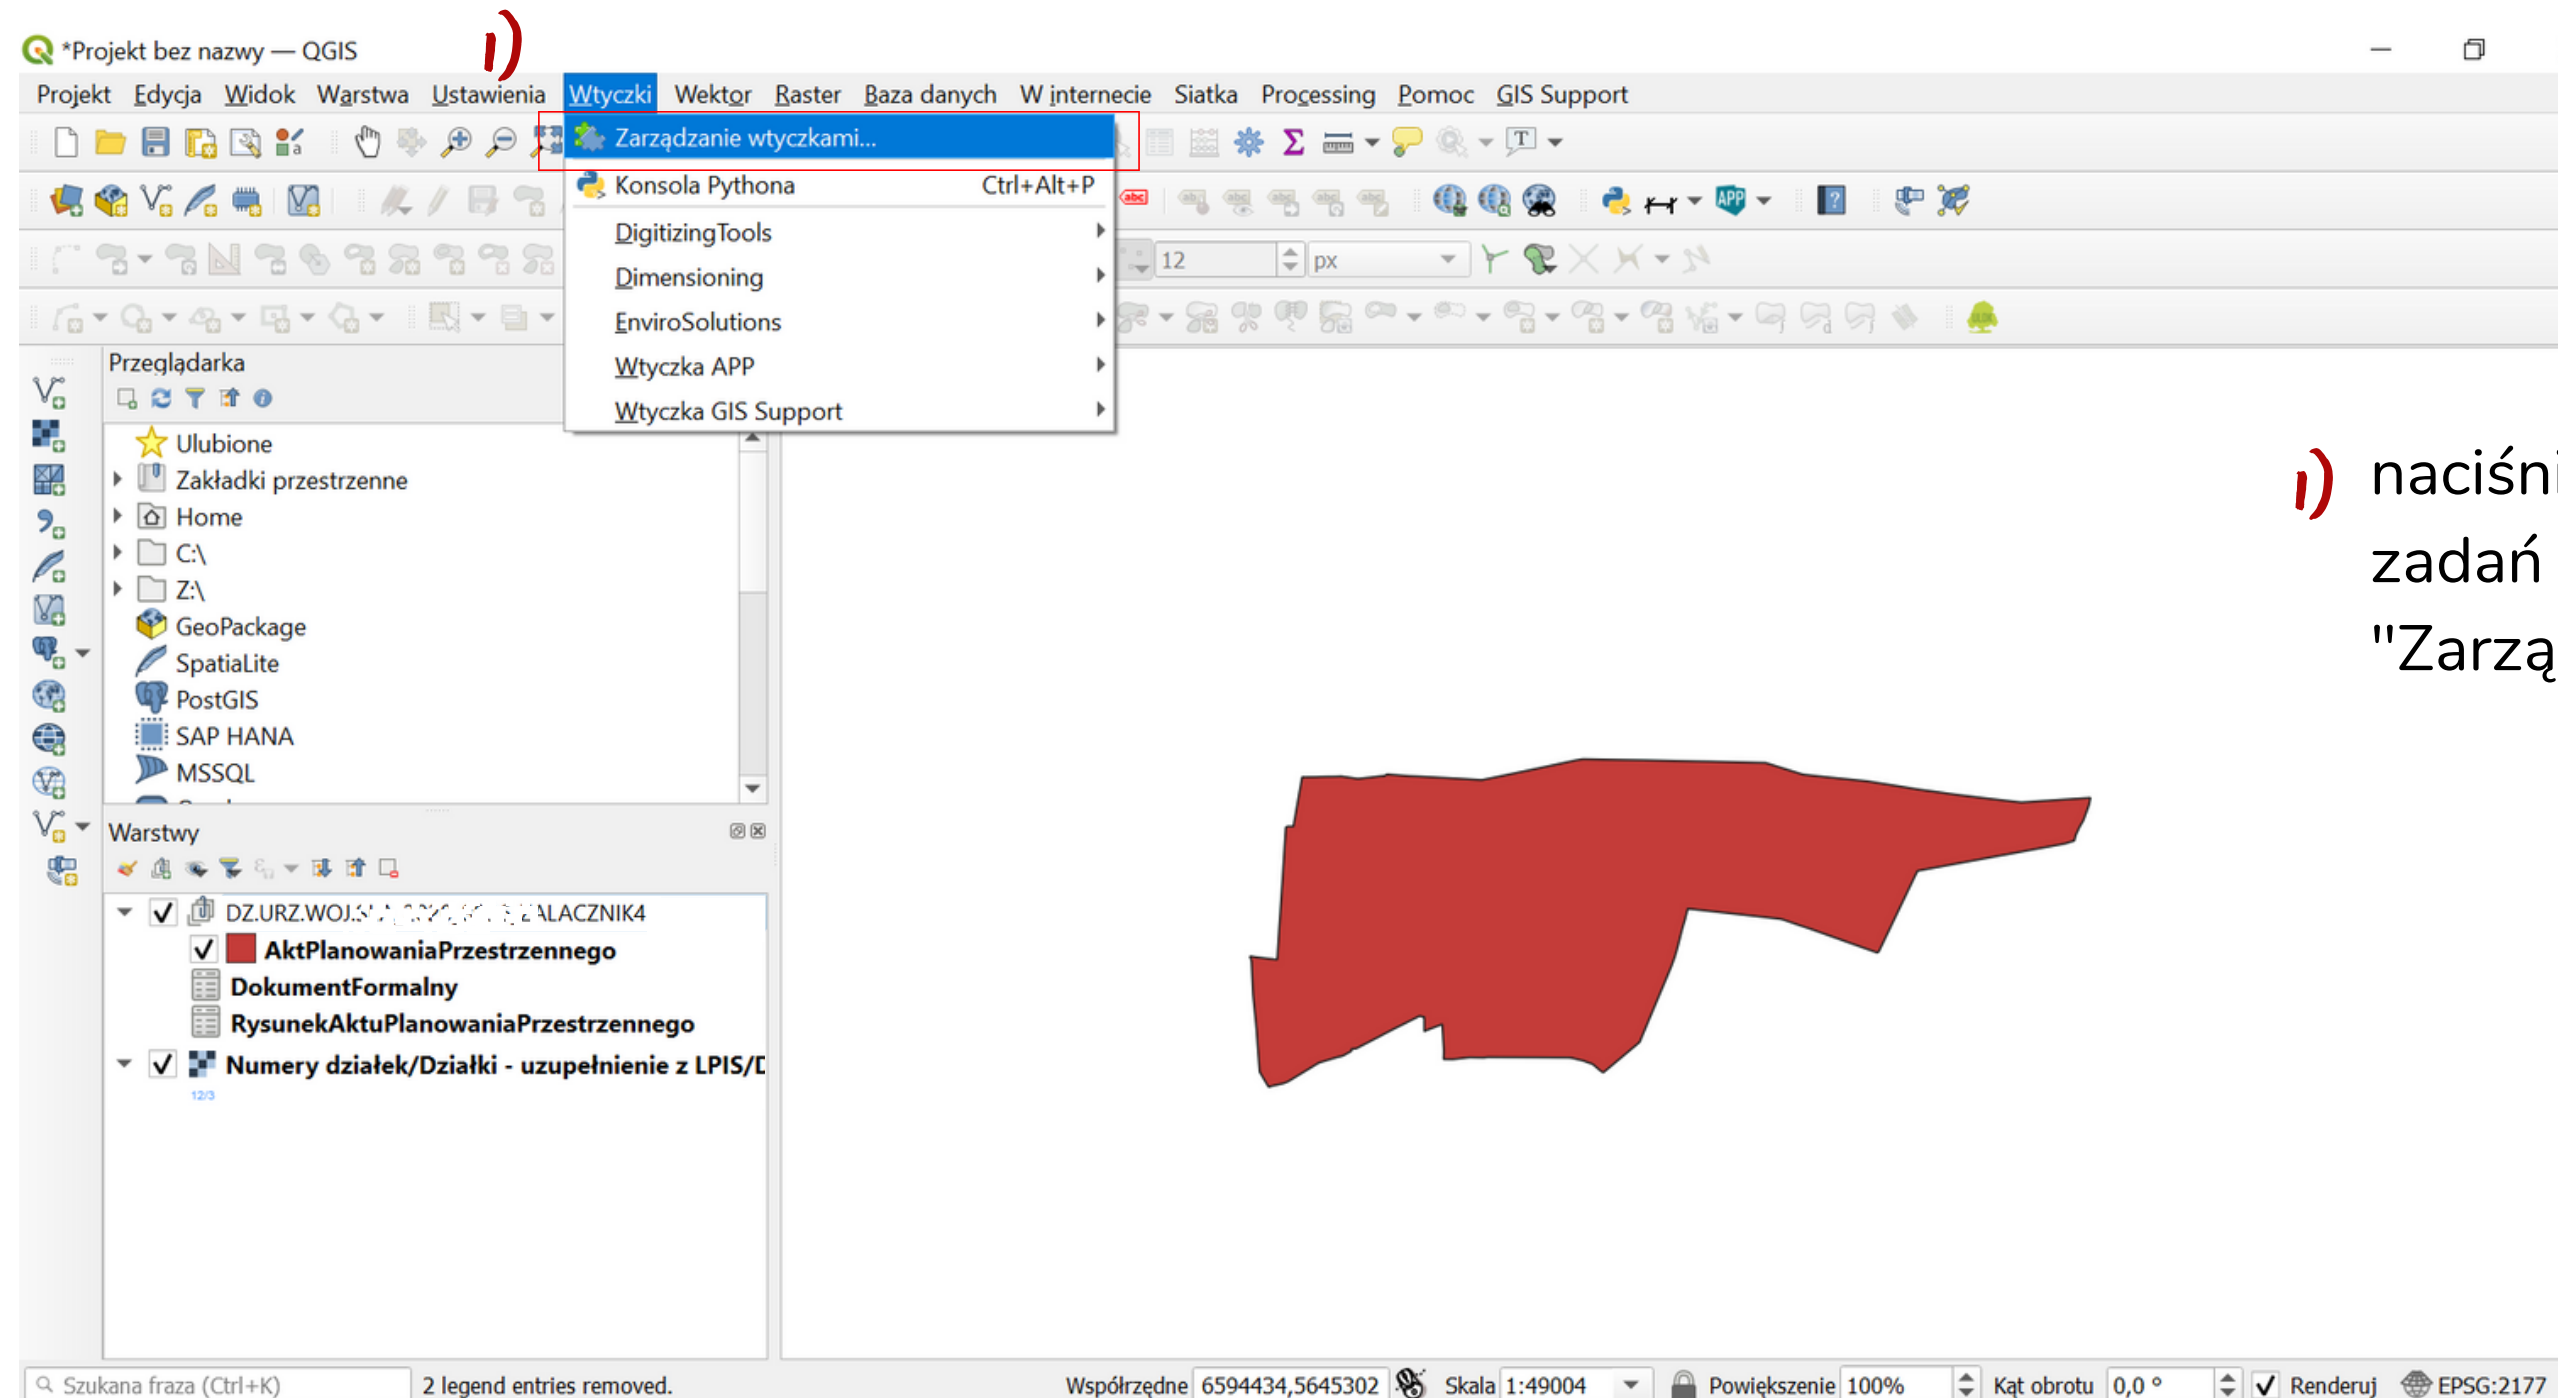 1)
*Projekt bez nazwy — QGIS
Projekt Edycja Widok Warstwa Ustawienia Wtyczki Wektor Raster Baza danych W internecie Siatka Processing Pomoc GIS Support
Zarządzanie wtyczkami...
Konsola Pythona Ctrl+Alt+P
DigitizingTools
Dimensioning
EnviroSolutions
Wtyczka APP
Wtyczka GIS Support
12 px
Przeglądarka
Ulubione
Zakładki przestrzenne
Home
C:\
Z:\
GeoPackage
SpatiaLite
PostGIS
SAP HANA
MSSQL
1) naciśni
zadań
"Zarzą
Warstwy
AktPlanowaniaPrzestrzennego
DokumentFormalny
RysunekAktuPlanowaniaPrzestrzennego
Numery działek/Działki - uzupełnienie z LPIS/D
12/3
Szukana fraza (Ctrl+K) 2 legend entries removed. Współrzędne 6594434,5645302 Skala 1:49004 Powiększenie 100% Kąt obrotu 0,0 ° Renderuj EPSG:2177